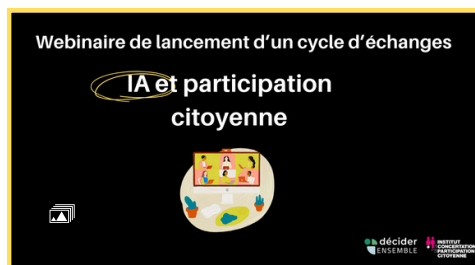 Webinaire de lancement d'un cycle d'échanges
IA et participation
citoyenne
décider
ENSEMBLE
INSTITUT
CONCERTATION
PARTICIPATION
CITOYENNE